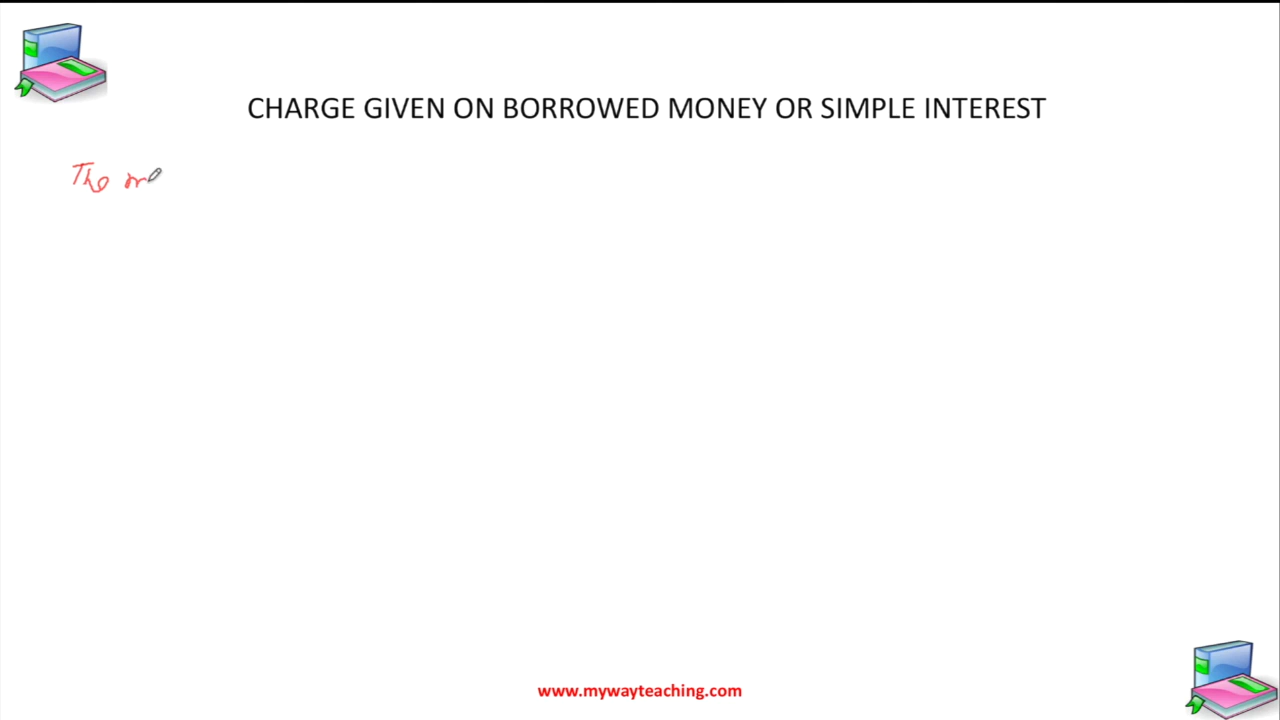 CHARGE GIVEN ON BORROWED MONEY OR SIMPLE INTEREST
The
www.mywayteaching.com